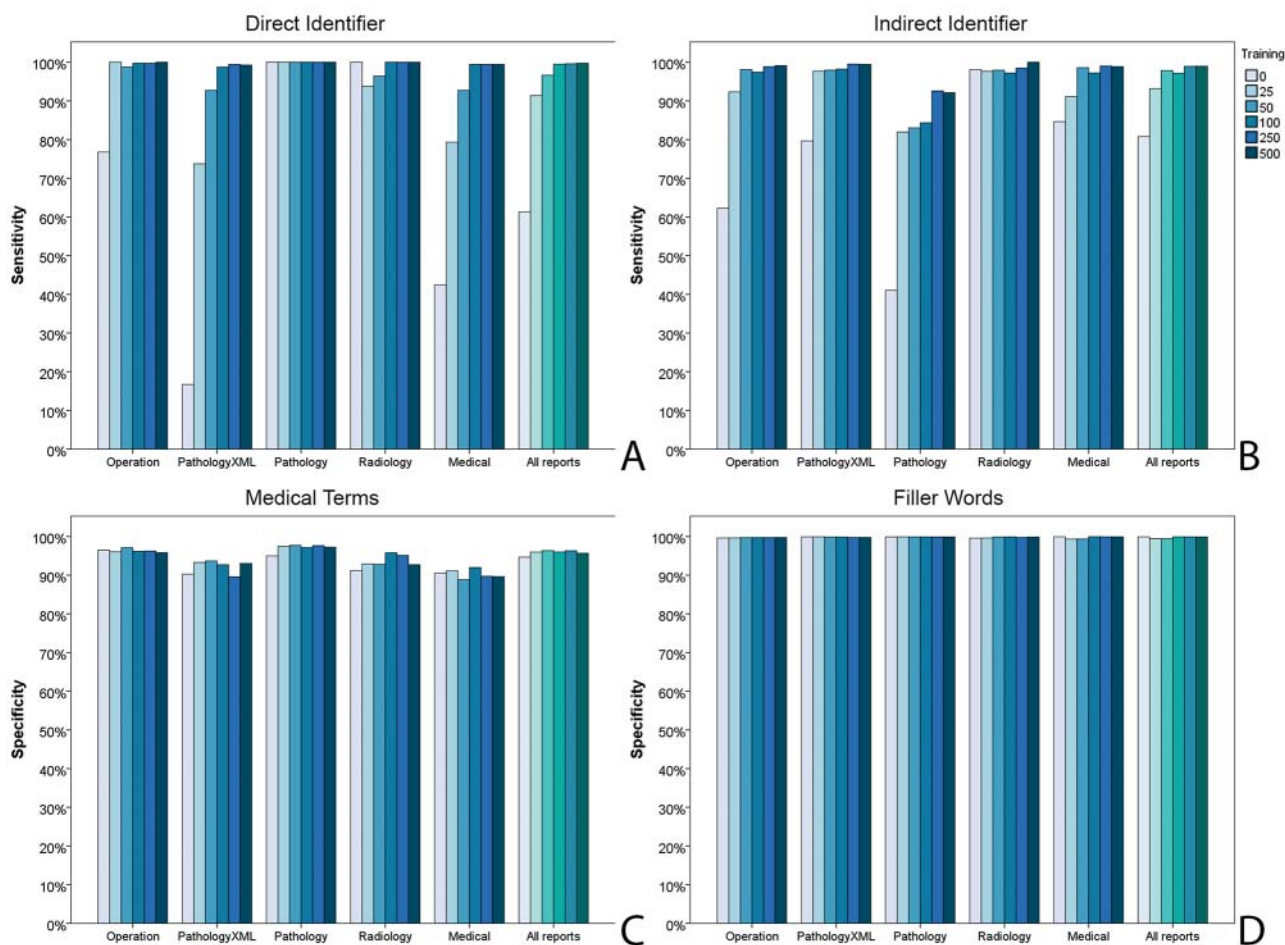 Direct Identifier
Sensitivity
100%
90%
80%
70%
60%
50%
40%
30%
20%
10%
0%
Operation PathologyXML Pathology Radiology Medical All reports
A
Indirect Identifier
Sensitivity
100%
90%
80%
70%
60%
50%
40%
30%
20%
10%
0%
Operation PathologyXML Pathology Radiology Medical All reports
B
Training
0
25
50
100
250
500
Medical Terms
Specificity
100%
90%
80%
70%
60%
50%
40%
30%
20%
10%
0%
Operation PathologyXML Pathology Radiology Medical All reports
C
Filler Words
Specificity
100%
90%
80%
70%
60%
50%
40%
30%
20%
10%
0%
Operation PathologyXML Pathology Radiology Medical All reports
D